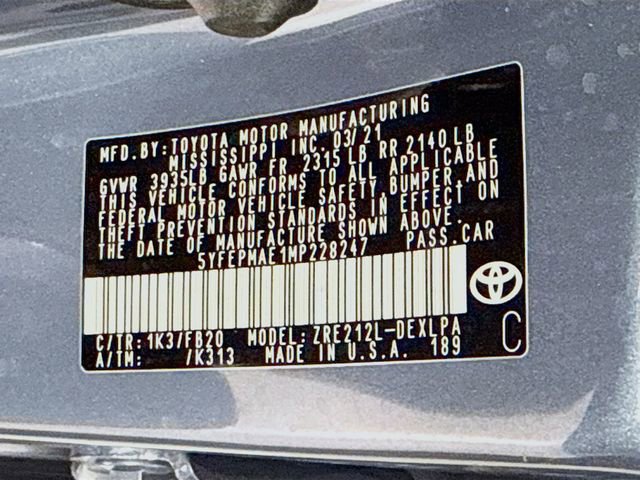 MFD. BY: TOYOTA MOTOR MANUFACTURING
MISSISSIPPI INC. 03/21
GVWR 3935LB GAWR FR 2315 LB RR 2140 LB
THIS VEHICLE CONFORMS TO ALL APPLICABLE
FEDERAL MOTOR VEHICLE SAFETY, BUMPER AND
THEFT PREVENTION STANDARDS IN EFFECT ON
THE DATE OF MANUFACTURE SHOWN ABOVE.
5YFEPMAE1MP228247 PASS. CAR
C/TR: 1K3/FB20 MODEL: ZRE212L-DEXLPA
A/TM: /K313 MADE IN U.S.A. 189 C